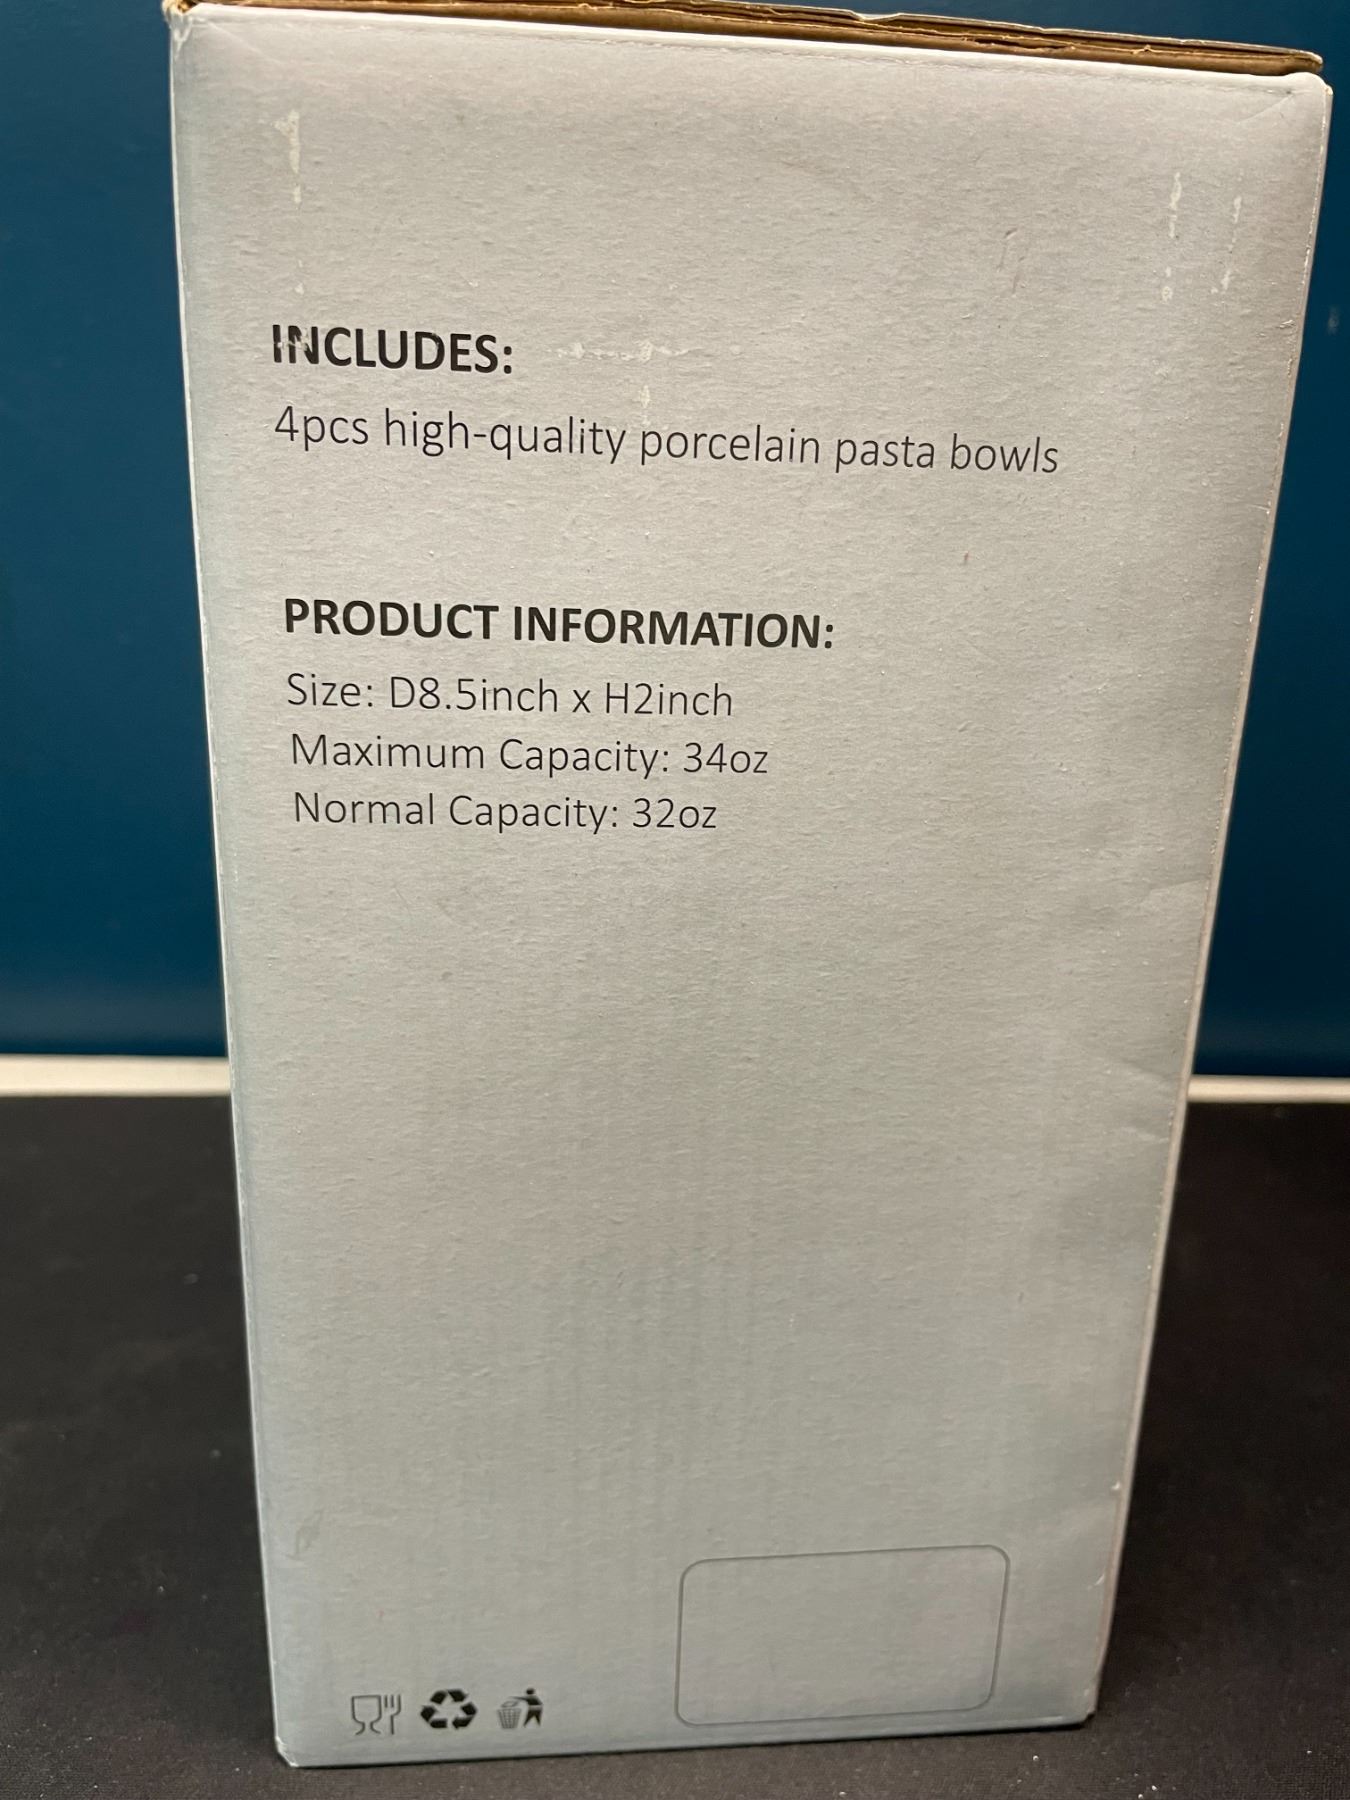 INCLUDES:
4pcs high-quality porcelain pasta bowls
PRODUCT INFORMATION:
Size: D8.5inch x H2inch
Maximum Capacity: 34oz
Normal Capacity: 32oz